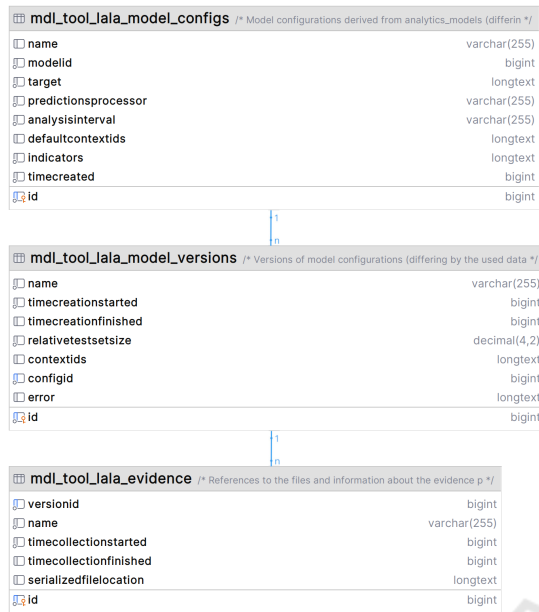 mdl_tool_lala_model_configs /* Model configurations derived from analytics_models (differin */
name varchar(255)
modelid bigint
target longtext
predictionsprocessor varchar(255)
analysisinterval varchar(255)
defaultcontextids longtext
indicators longtext
timecreated bigint
id bigint
1
n
mdl_tool_lala_model_versions /* Versions of model configurations (differing by the used data */
name varchar(255)
timecreationstarted bigint
timecreationfinished bigint
relativetestsetsize decimal(4,2)
contextids longtext
configid bigint
error longtext
id bigint
1
n
mdl_tool_lala_evidence /* References to the files and information about the evidence p */
versionid bigint
name varchar(255)
timecollectionstarted bigint
timecollectionfinished bigint
serializedfilelocation longtext
id bigint